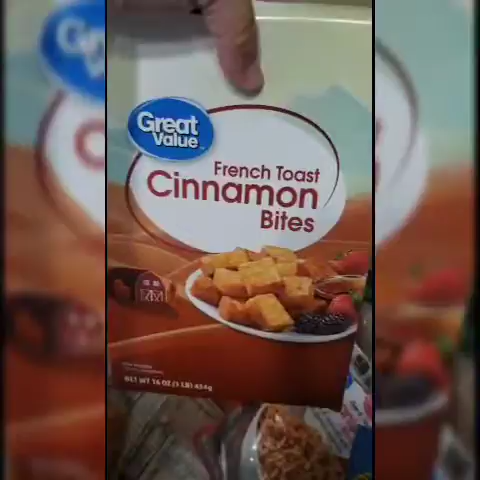 Great
Value
French Toast
Cinnamon
Bites
NET WT 16 OZ (1 LB) 454g